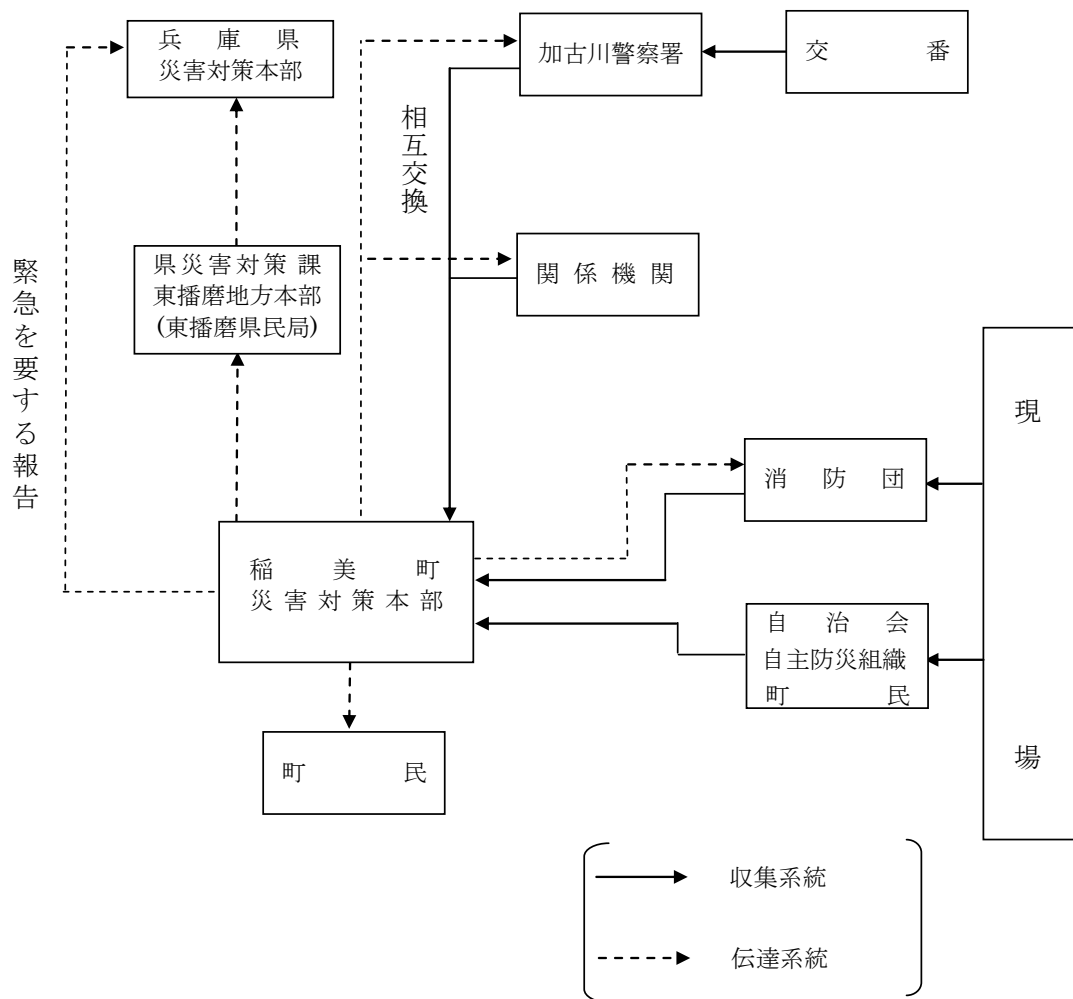 兵庫県
災害対策本部
加古川警察署
交番
相互交換
県災害対策課
東播磨地方本部
(東播磨県民局)
関係機関
緊急を要する報告
現場
消防団
稲美町
災害対策本部
自治会
自主防災組織
町民
町民
収集系統
伝達系統